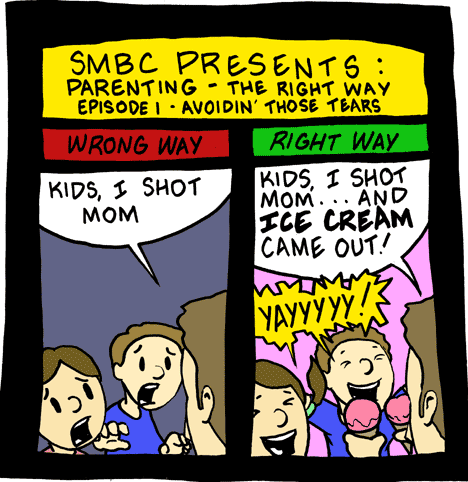 SMBC PRESENTS:
PARENTING - THE RIGHT WAY
EPISODE 1 - AVOIDIN' THOSE TEARS
WRONG WAY
KIDS, I SHOT
MOM
RIGHT WAY
KIDS, I SHOT
MOM...AND
ICE CREAM
CAME OUT!
YAYYYYY!